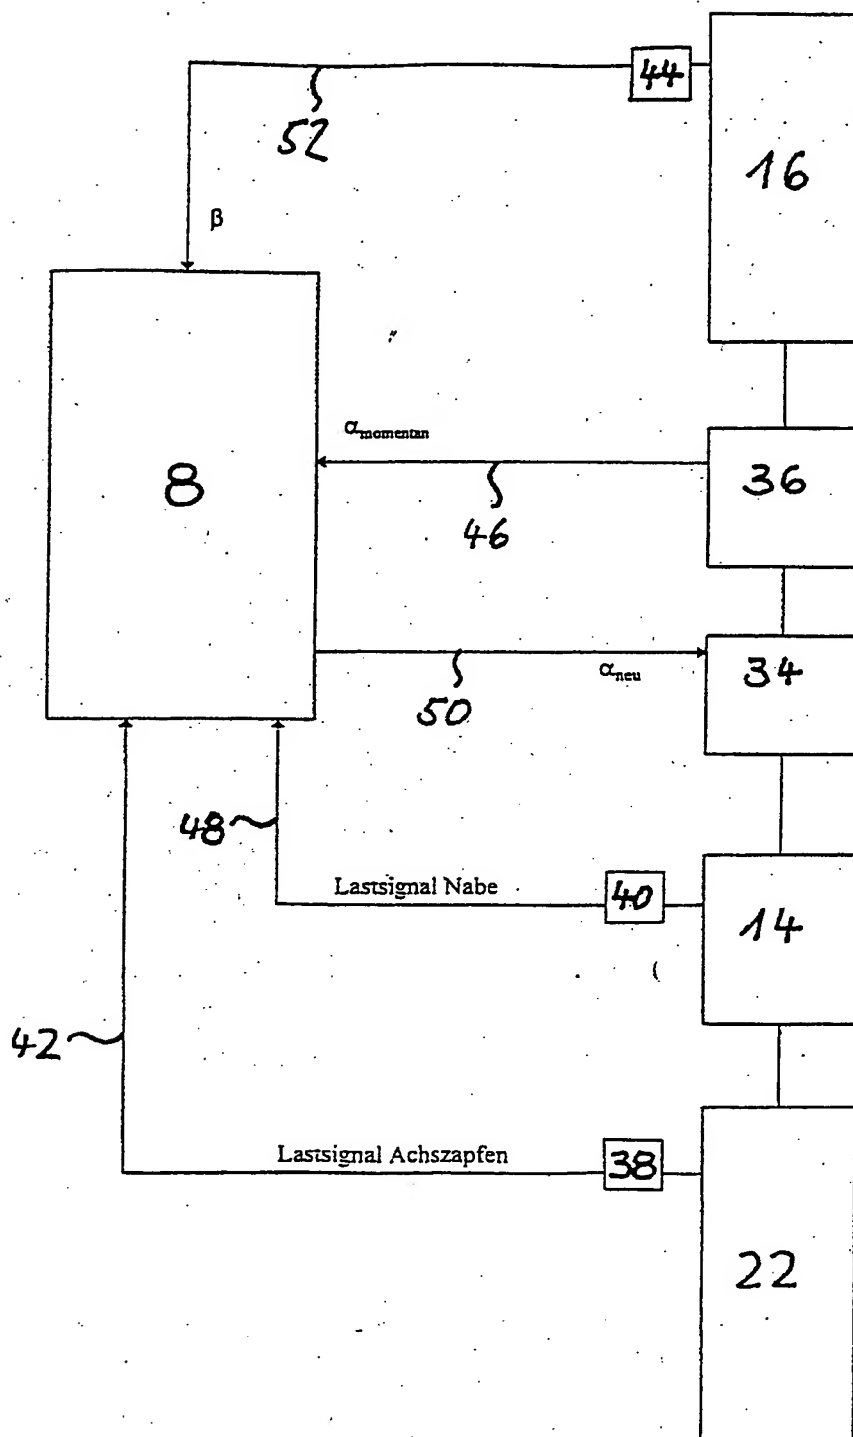 44
52
16
β
αmomentan
8
36
46
34
αneu
50
48
Lastsignal Nabe
40
14
42
Lastsignal Achszapfen
38
22